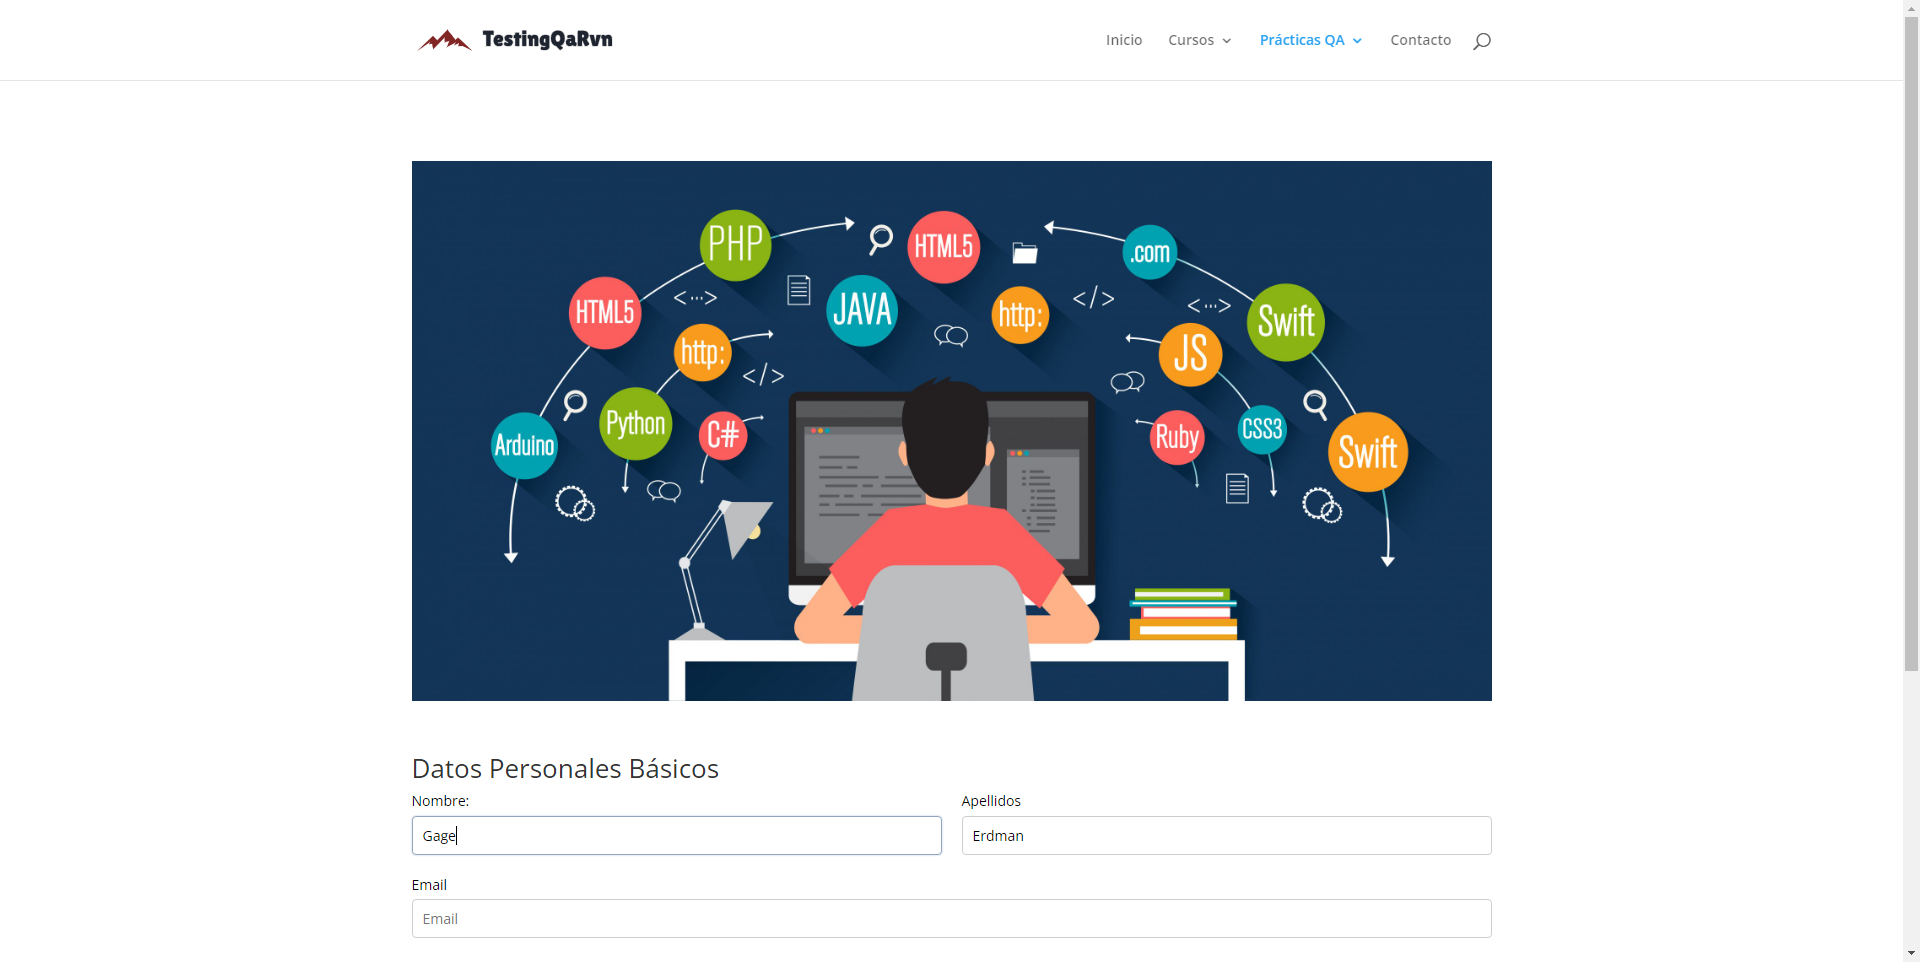 TestingQaRvn
Inicio Cursos Prácticas QA Contacto
PHP
HTML5
.com
HTML5
JAVA
http:
Swift
http:
JS
Python
C#
Ruby
CSS3
Arduino
Swift
<...>
</>
</>
<...>
Datos Personales Básicos
Nombre: Apellidos
Gage Erdman
Email
Email